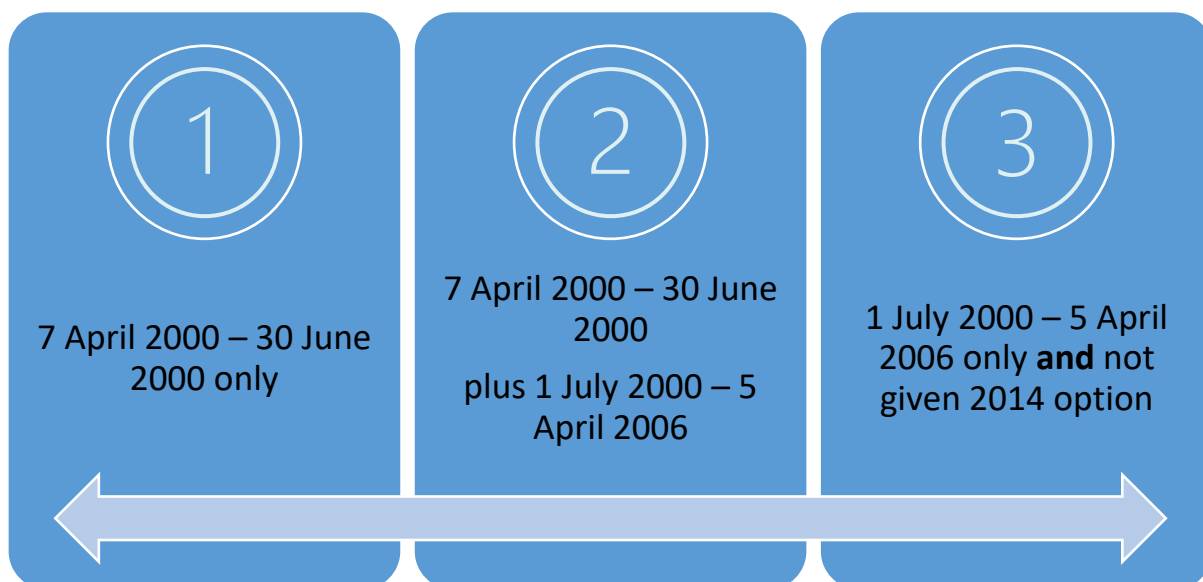 1
7 April 2000 – 30 June
2000 only
2
7 April 2000 – 30 June
2000
plus 1 July 2000 – 5
April 2006
3
1 July 2000 – 5 April
2006 only and not
given 2014 option